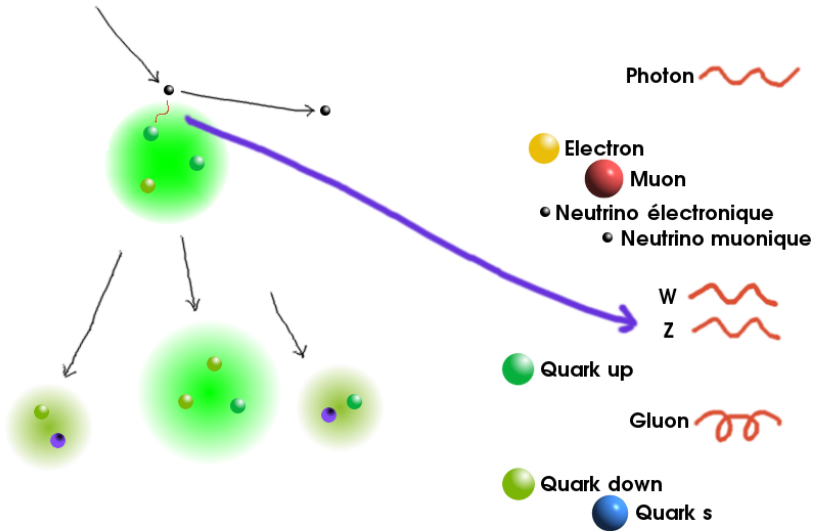 Photon
Electron
Muon
Neutrino électronique
Neutrino muonique
W
Z
Quark up
Gluon
Quark down
Quark s